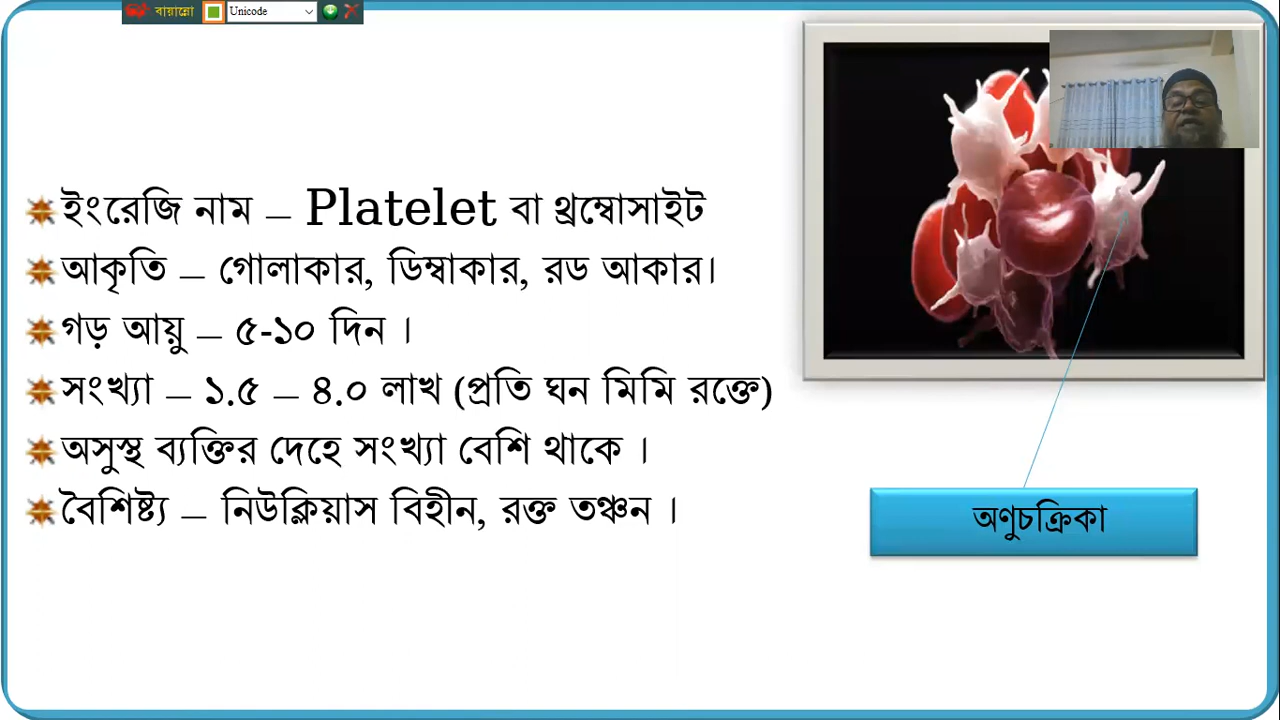 বায়ান্নো
Unicode
ইংরেজি নাম – Platelet বা থ্রম্বোসাইট
আকৃতি – গোলাকার, ডিম্বাকার, রড আকার।
গড় আয়ু – ৫-১০ দিন ।
সংখ্যা – ১.৫ – ৪.০ লাখ (প্রতি ঘন মিমি রক্তে)
অসুস্থ ব্যক্তির দেহে সংখ্যা বেশি থাকে ।
বৈশিষ্ট্য – নিউক্লিয়াস বিহীন, রক্ত তঞ্চন ।
অণুচক্রিকা